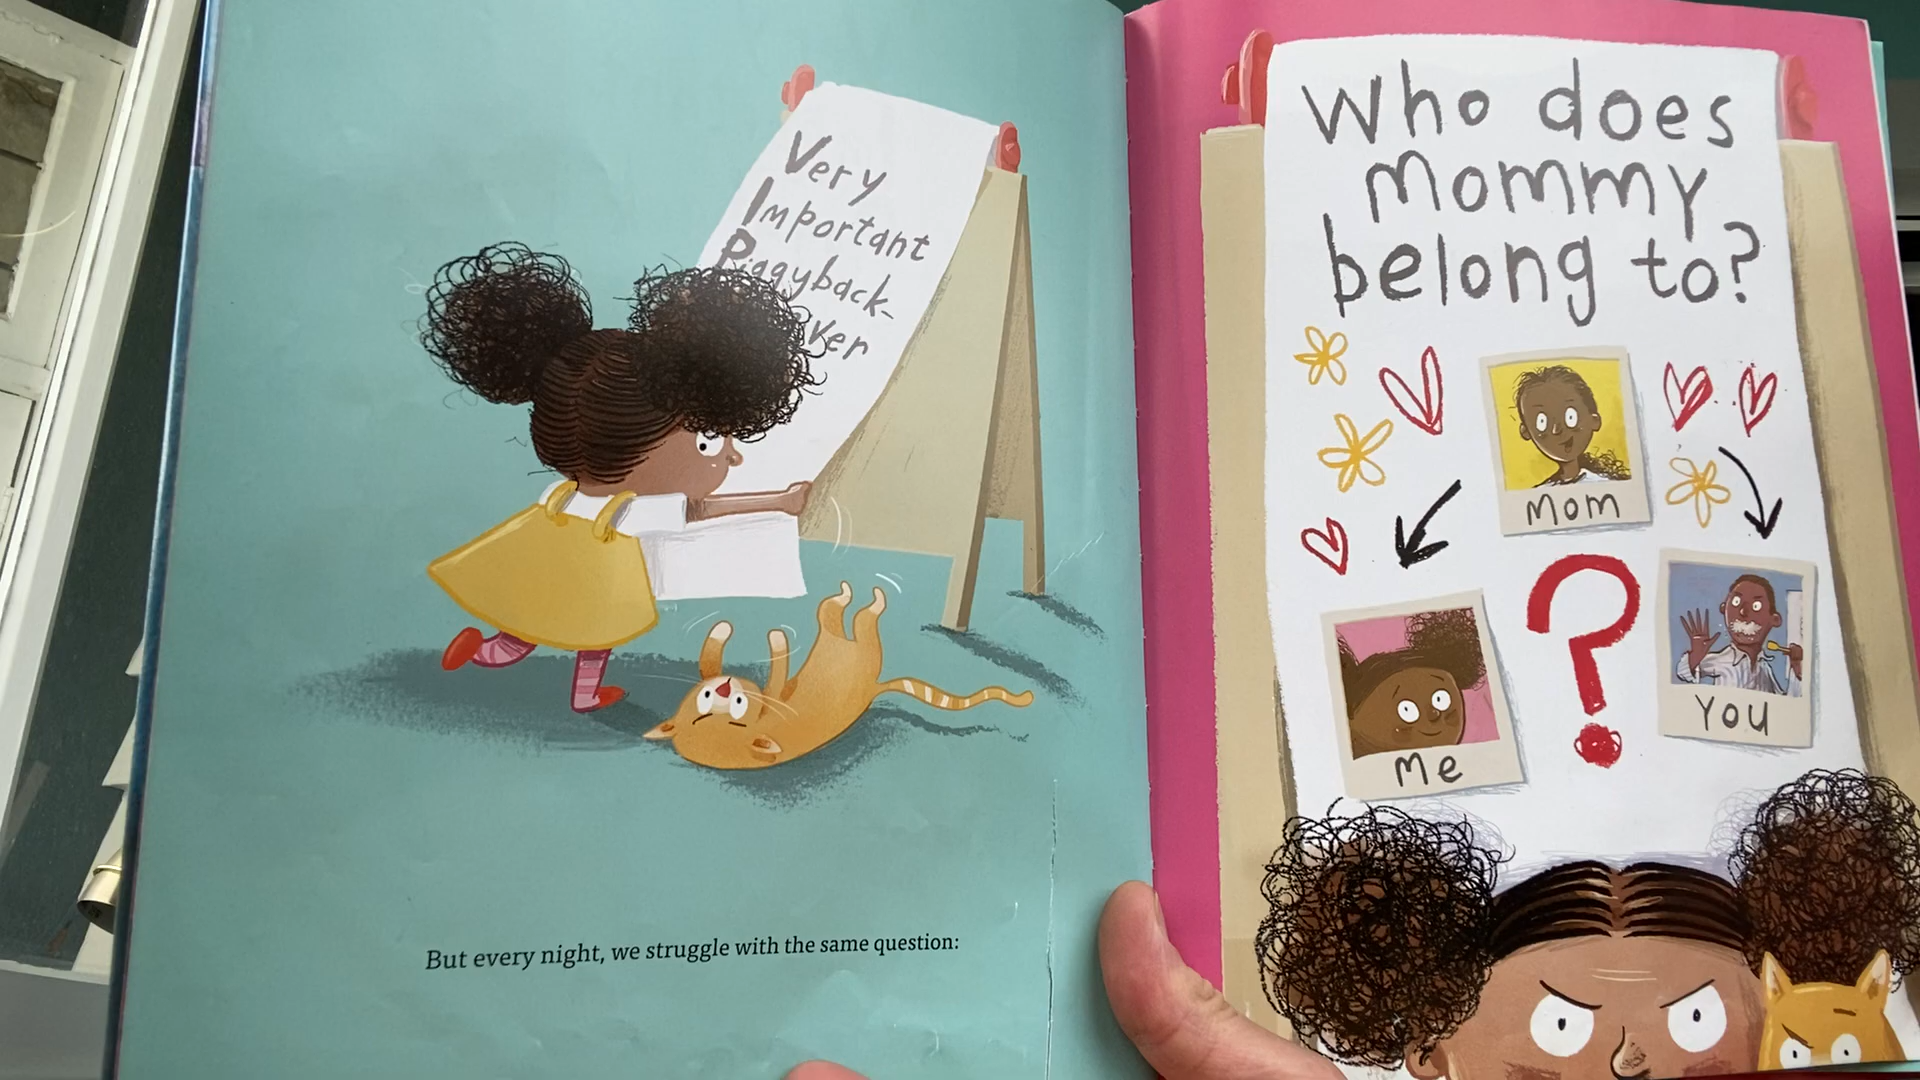 Very
Important
Piggyback-
ver
But every night, we struggle with the same question:
Who does
Mommy
belong to?
Mom
Me
You